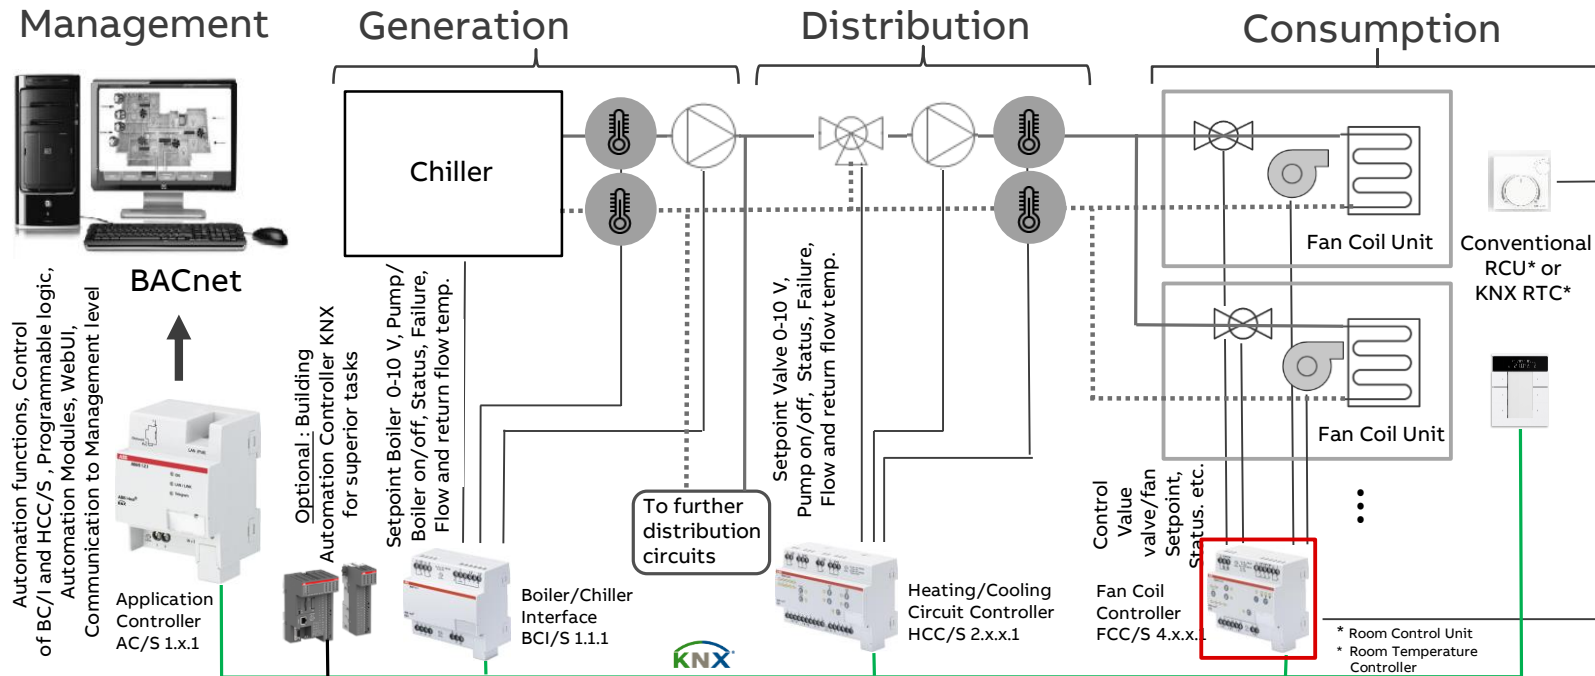 Management
Generation
Distribution
Consumption
Chiller
Fan Coil Unit
Fan Coil Unit
Conventional
RCU* or
KNX RTC*
BACnet
Automation functions, Control
of BC/I and HCC/S , Programmable logic,
Automation Modules, WebUI,
Communication to Management level
Optional : Building
Automation Controller KNX
for superior tasks
Setpoint Boiler 0-10 V, Pump/
Boiler on/off, Status, Failure,
Flow and return flow temp.
Setpoint Valve 0-10 V,
Pump on/off, Status, Failure,
Flow and return flow temp.
To further
distribution
circuits
Control
Value
valve/fan
Setpoint,
Status. etc.
...
Application
Controller
AC/S 1.x.1
Boiler/Chiller
Interface
BCI/S 1.1.1
Heating/Cooling
Circuit Controller
HCC/S 2.x.x.1
Fan Coil
Controller
FCC/S 4.x.x.1
* Room Control Unit
* Room Temperature
Controller
KNX
ABB